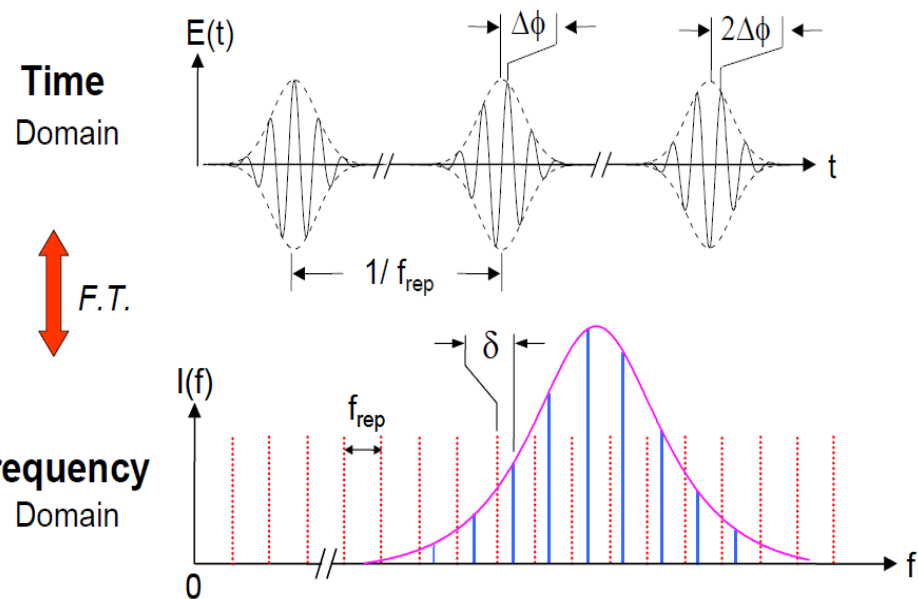 E(t)
Δϕ
2Δϕ
Time
Domain
t
1/ f_rep
F.T.
δ
I(f)
f_rep
requency
Domain
0
f